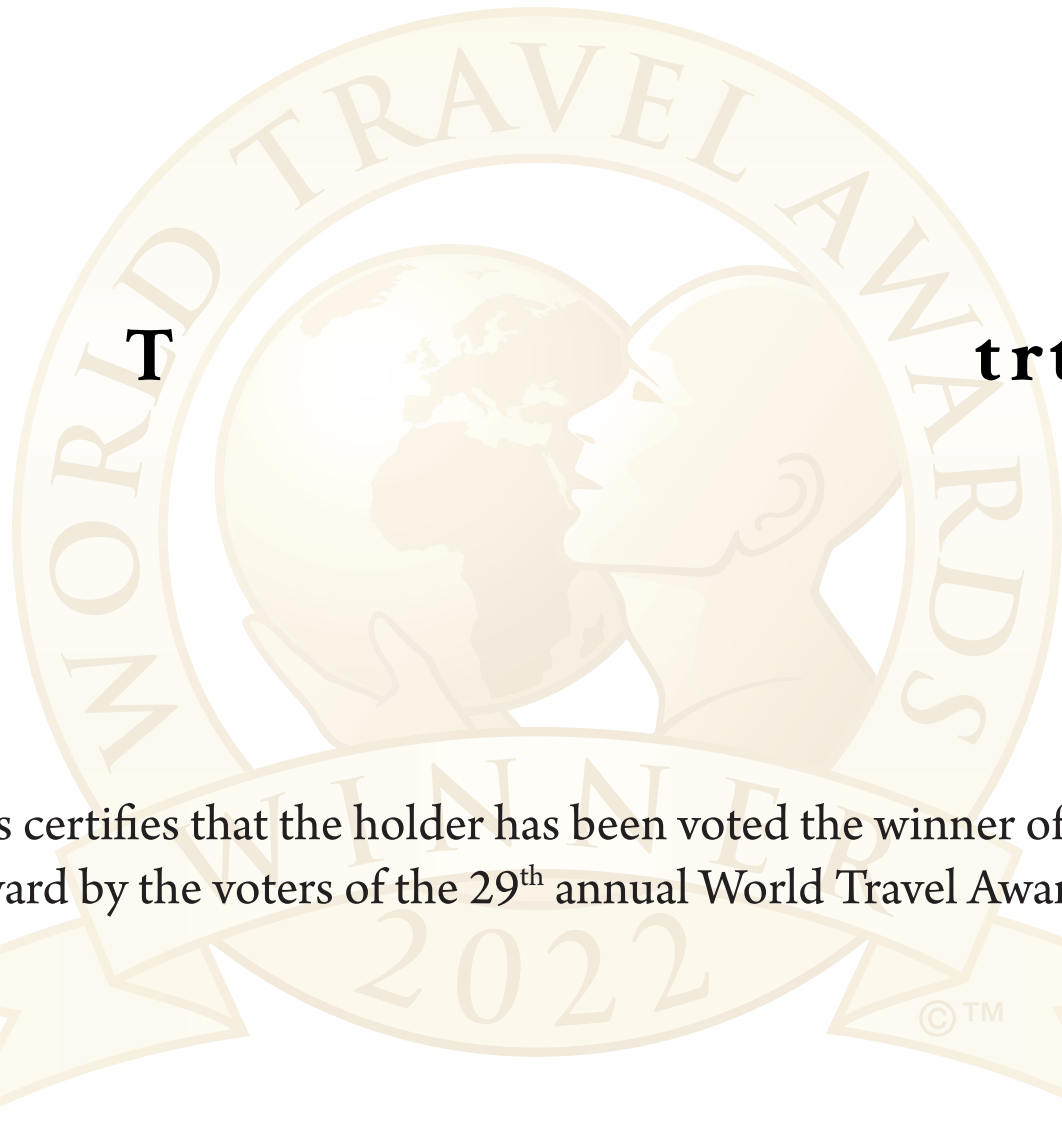 WORLD TRAVEL AWARDS
T trt
s certifies that the holder has been voted the winner of
vard by the voters of the 29th annual World Travel Awar
WINNER
2022
©™